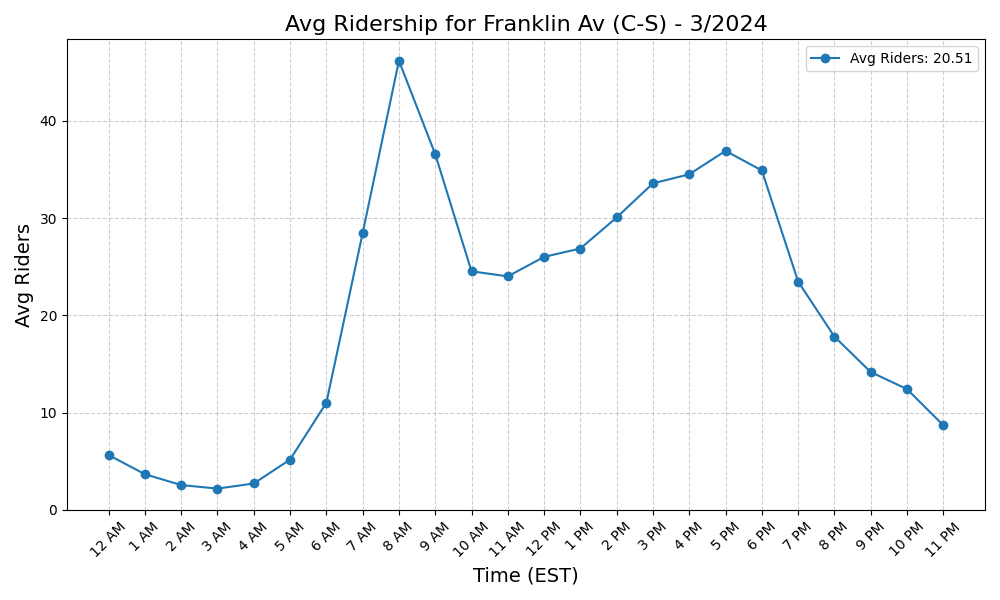 Avg Ridership for Franklin Av (C-S) - 3/2024
Avg Riders: 20.51
Avg Riders
40
30
20
10
0
12 AM
1 AM
2 AM
3 AM
4 AM
5 AM
6 AM
7 AM
8 AM
9 AM
10 AM
11 AM
12 PM
1 PM
2 PM
3 PM
4 PM
5 PM
6 PM
7 PM
8 PM
9 PM
10 PM
11 PM
Time (EST)